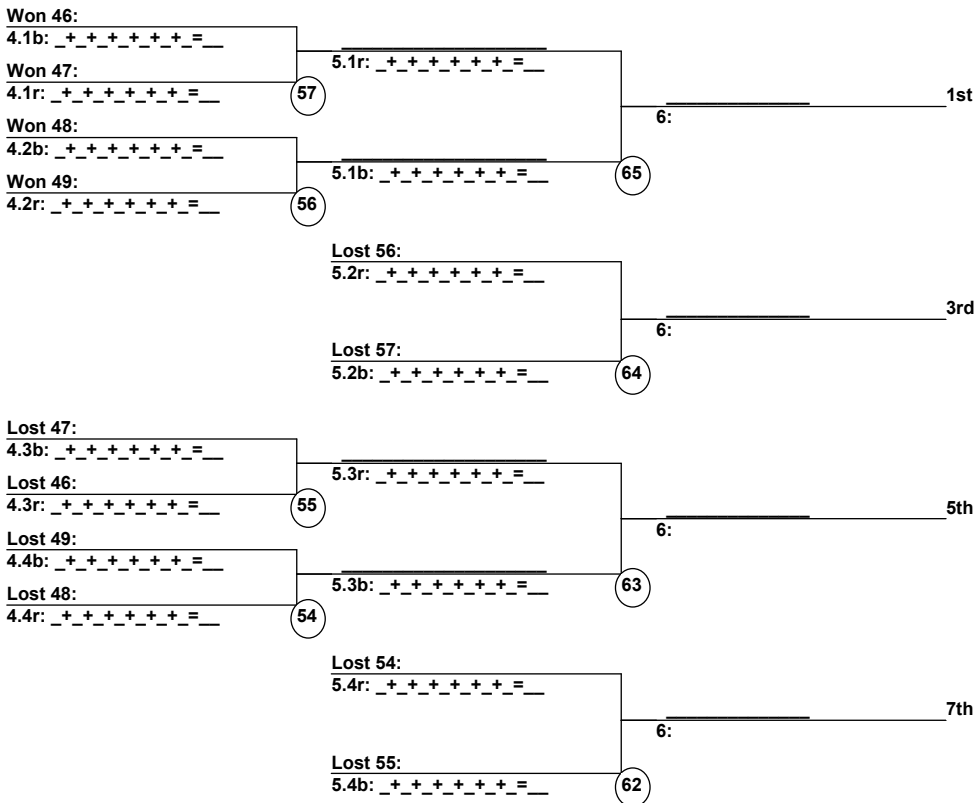 Won 46:
4.1b: _+_+_+_+_+_+_=__
Won 47:
4.1r: _+_+_+_+_+_+_=__
57
Won 48:
4.2b: _+_+_+_+_+_+_=__
Won 49:
4.2r: _+_+_+_+_+_+_=__
56
5.1r: _+_+_+_+_+_+_=__
5.1b: _+_+_+_+_+_+_=__
65
6:
1st
Lost 56:
5.2r: _+_+_+_+_+_+_=__
Lost 57:
5.2b: _+_+_+_+_+_+_=__
64
6:
3rd
Lost 47:
4.3b: _+_+_+_+_+_+_=__
Lost 46:
4.3r: _+_+_+_+_+_+_=__
55
Lost 49:
4.4b: _+_+_+_+_+_+_=__
Lost 48:
4.4r: _+_+_+_+_+_+_=__
54
5.3r: _+_+_+_+_+_+_=__
5.3b: _+_+_+_+_+_+_=__
63
6:
5th
Lost 54:
5.4r: _+_+_+_+_+_+_=__
Lost 55:
5.4b: _+_+_+_+_+_+_=__
62
6:
7th